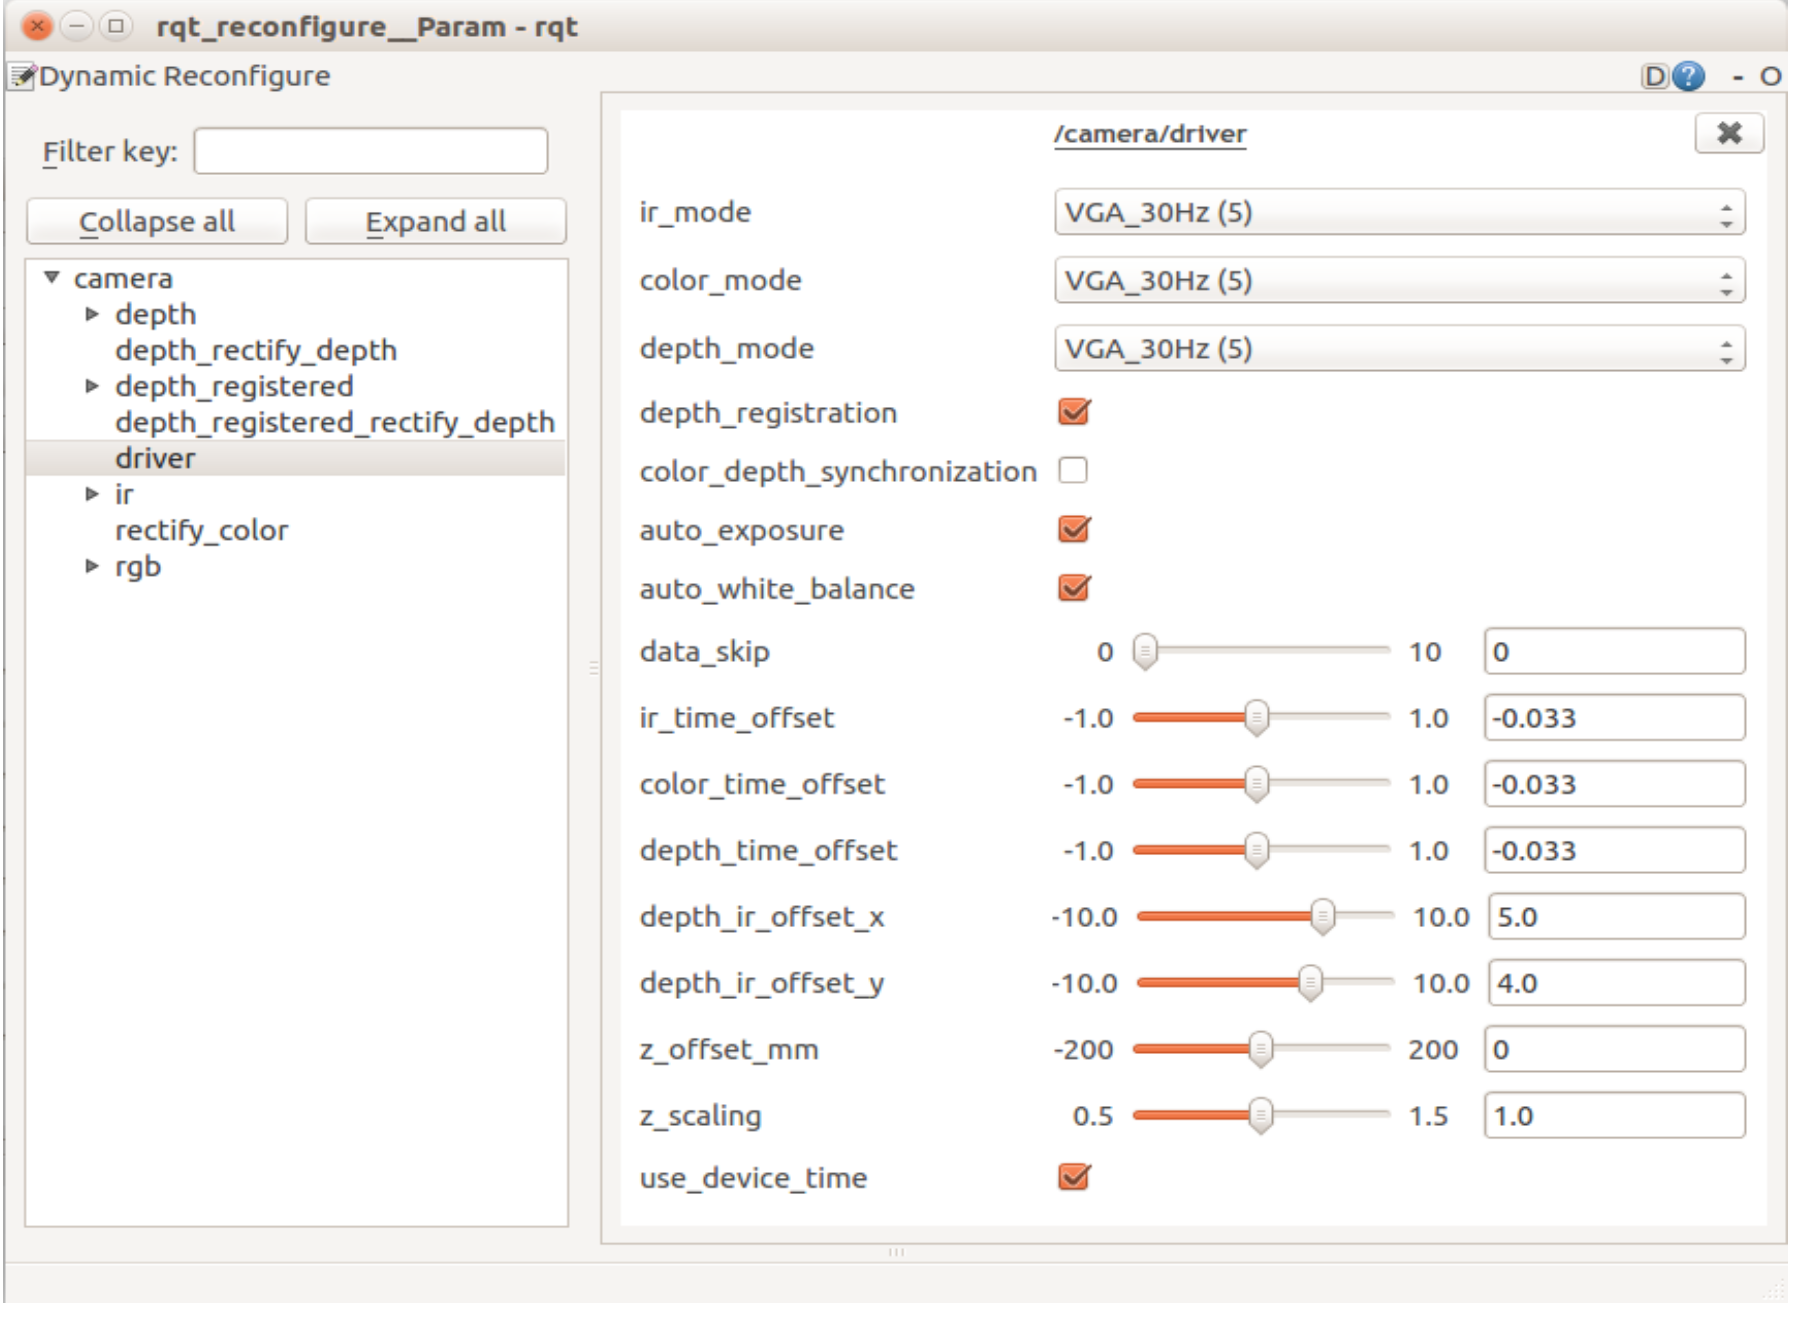 rqt_reconfigure__Param - rqt
Dynamic Reconfigure
D ? - O
Filter key:
Collapse all Expand all
camera
depth
depth_rectify_depth
depth_registered
depth_registered_rectify_depth
driver
ir
rectify_color
rgb
/camera/driver
ir_mode VGA_30Hz (5)
color_mode VGA_30Hz (5)
depth_mode VGA_30Hz (5)
depth_registration
color_depth_synchronization
auto_exposure
auto_white_balance
data_skip 0 10 0
ir_time_offset -1.0 1.0 -0.033
color_time_offset -1.0 1.0 -0.033
depth_time_offset -1.0 1.0 -0.033
depth_ir_offset_x -10.0 10.0 5.0
depth_ir_offset_y -10.0 10.0 4.0
z_offset_mm -200 200 0
z_scaling 0.5 1.5 1.0
use_device_time